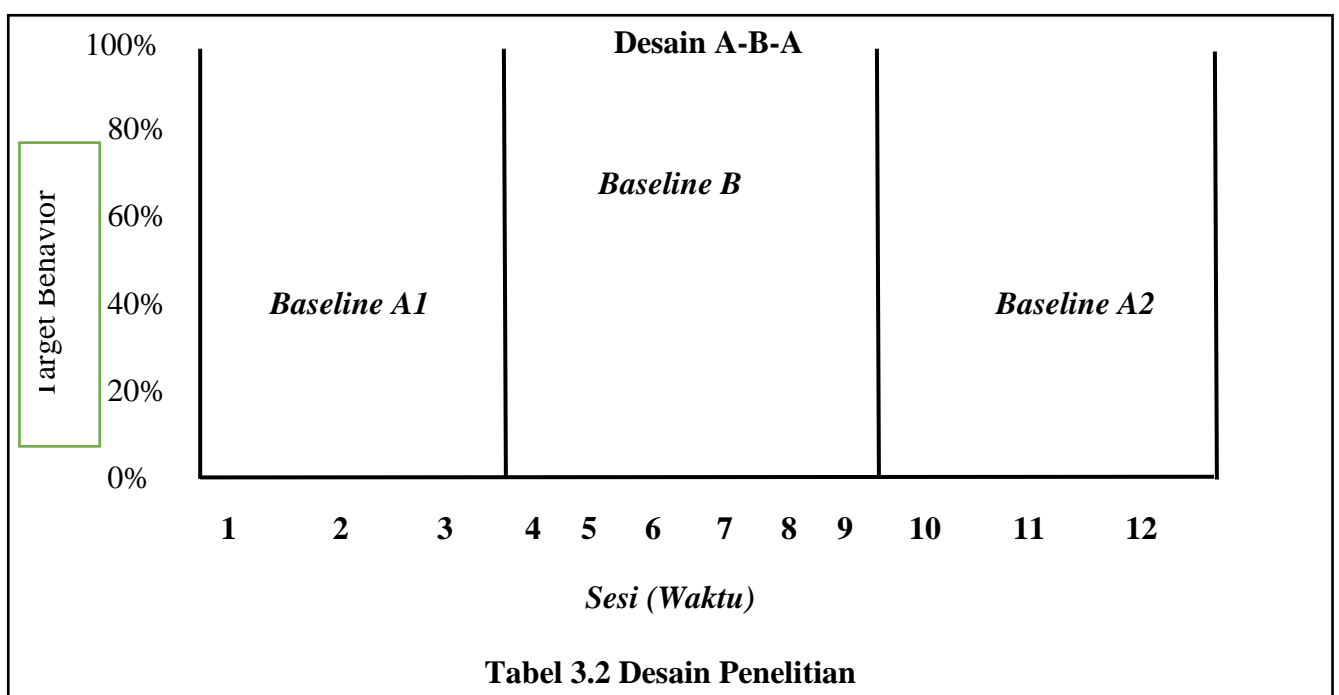 Desain A-B-A
100%
80%
60%
40%
20%
0%
Target Behavior
Baseline A1
Baseline B
Baseline A2
1 2 3 4 5 6 7 8 9 10 11 12
Sesi (Waktu)
Tabel 3.2 Desain Penelitian